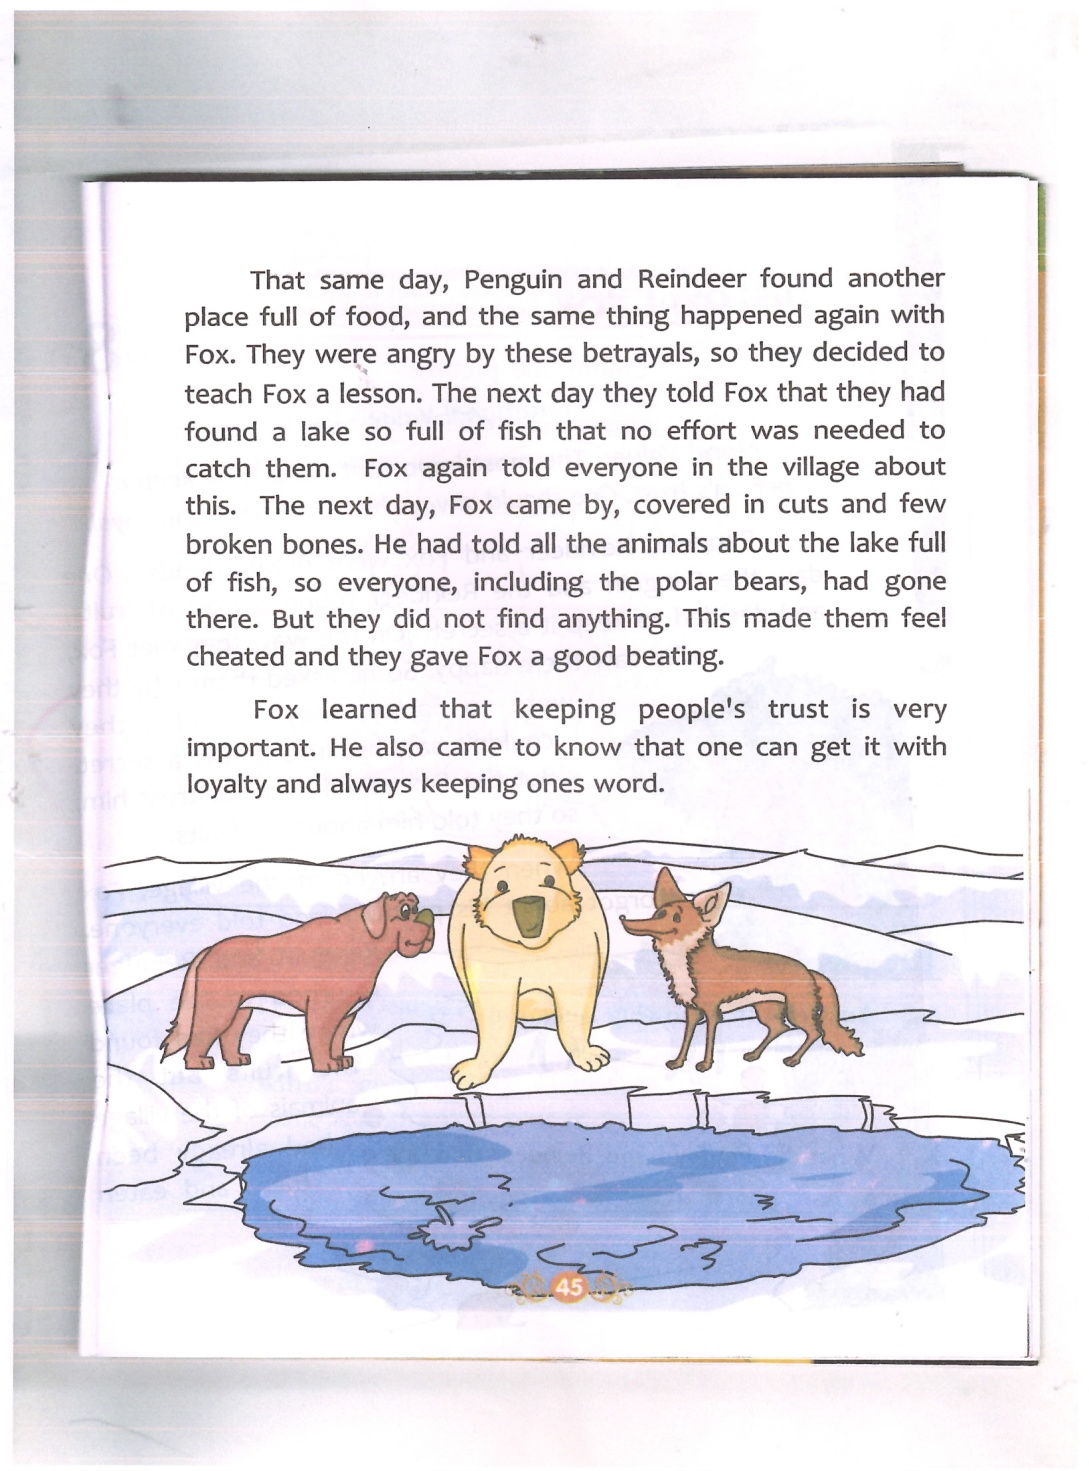 That same day, Penguin and Reindeer found another
place full of food, and the same thing happened again with
Fox. They were angry by these betrayals, so they decided to
teach Fox a lesson. The next day they told Fox that they had
found a lake so full of fish that no effort was needed to
catch them. Fox again told everyone in the village about
this. The next day, Fox came by, covered in cuts and few
broken bones. He had told all the animals about the lake full
of fish, so everyone, including the polar bears, had gone
there. But they did not find anything. This made them feel
cheated and they gave Fox a good beating.
Fox learned that keeping people's trust is very
important. He also came to know that one can get it with
loyalty and always keeping ones word.
45